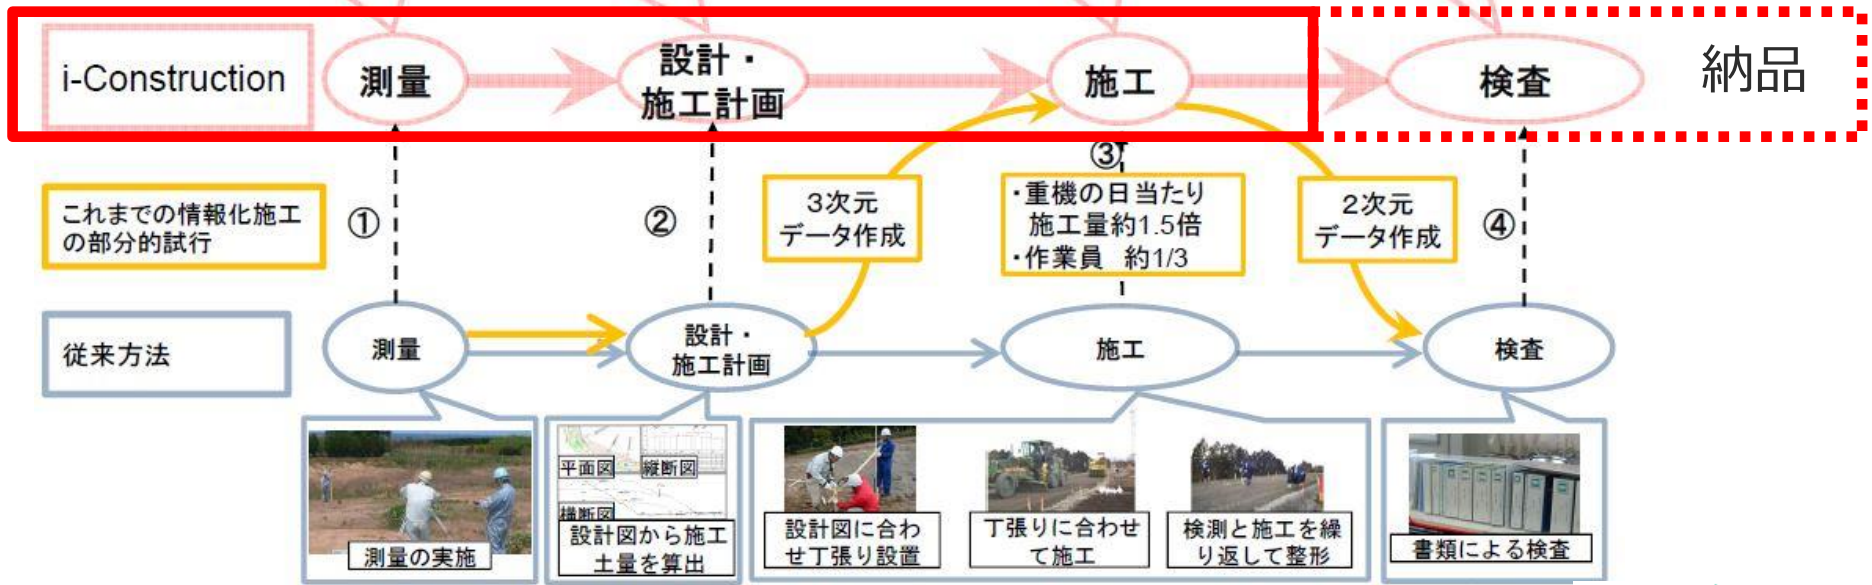 i-Construction
測量
設計・
施工計画
施工
検査
納品
これまでの情報化施工
の部分的試行
①
②
3次元
データ作成
③
・重機の日当たり
施工量約1.5倍
・作業員 約1/3
2次元
データ作成
④
従来方法
測量
設計・
施工計画
施工
検査
測量の実施
平面図
縦断図
横断図
設計図から施工
土量を算出
設計図に合わ
せ丁張り設置
丁張りに合わせ
て施工
検測と施工を繰
り返して整形
書類による検査